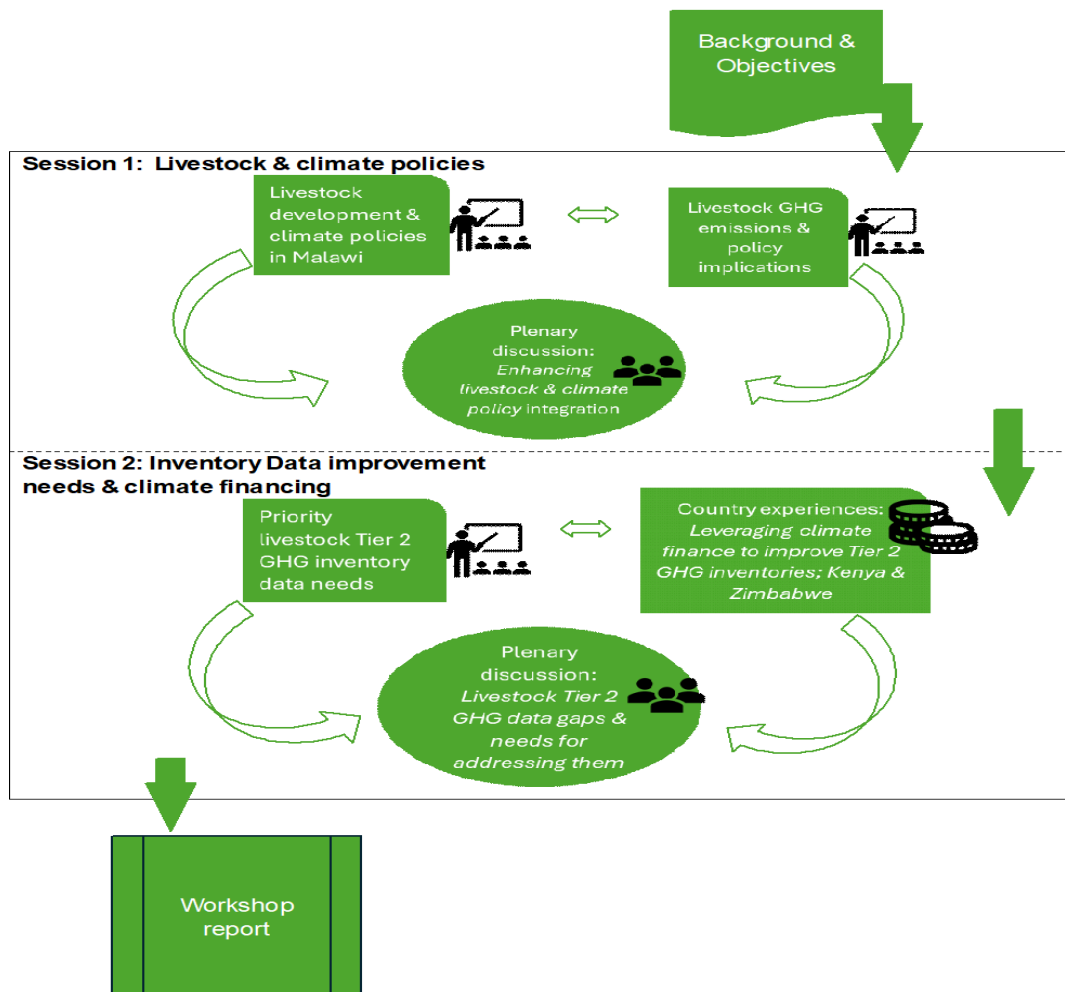 Background &
Objectives
Session 1:  Livestock & climate policies
Livestock
development &
climate policies
in Malawi
Livestock GHG
emissions &
policy
implications
Plenary
discussion:
Enhancing
livestock & climate
policy integration
Session 2: Inventory Data improvement
needs & climate financing
Priority
livestock Tier 2
GHG inventory
data needs
Country experiences:
Leveraging climate
finance to improve Tier 2
GHG inventories; Kenya &
Zimbabwe
Plenary
discussion:
Livestock Tier 2
GHG data gaps &
needs for
addressing them
Workshop
report